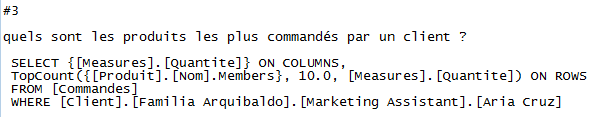 #3
quels sont les produits les plus commandés par un client ?
SELECT {[Measures].[Quantite]} ON COLUMNS,
TopCount({[Produit].[Nom].Members}, 10.0, [Measures].[Quantite]) ON ROWS
FROM [Commandes]
WHERE [Client].[Familia Arquibaldo].[Marketing Assistant].[Aria Cruz]